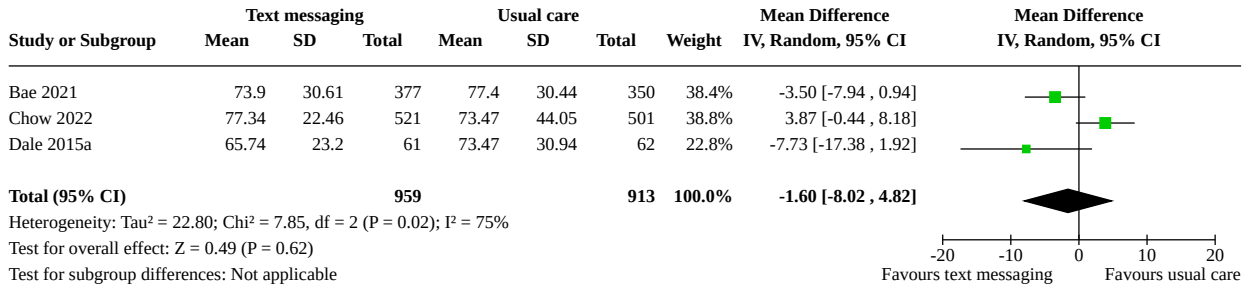 Text messaging Usual care Mean Difference Mean Difference
Study or Subgroup Mean SD Total Mean SD Total Weight IV, Random, 95% CI IV, Random, 95% CI
Bae 2021 73.9 30.61 377 77.4 30.44 350 38.4% -3.50 [-7.94 , 0.94]
Chow 2022 77.34 22.46 521 73.47 44.05 501 38.8% 3.87 [-0.44 , 8.18]
Dale 2015a 65.74 23.2 61 73.47 30.94 62 22.8% -7.73 [-17.38 , 1.92]
Total (95% CI) 959 913 100.0% -1.60 [-8.02 , 4.82]
Heterogeneity: Tau² = 22.80; Chi² = 7.85, df = 2 (P = 0.02); I² = 75%
Test for overall effect: Z = 0.49 (P = 0.62)
-20 -10 0 10 20
Test for subgroup differences: Not applicable Favours text messaging Favours usual care